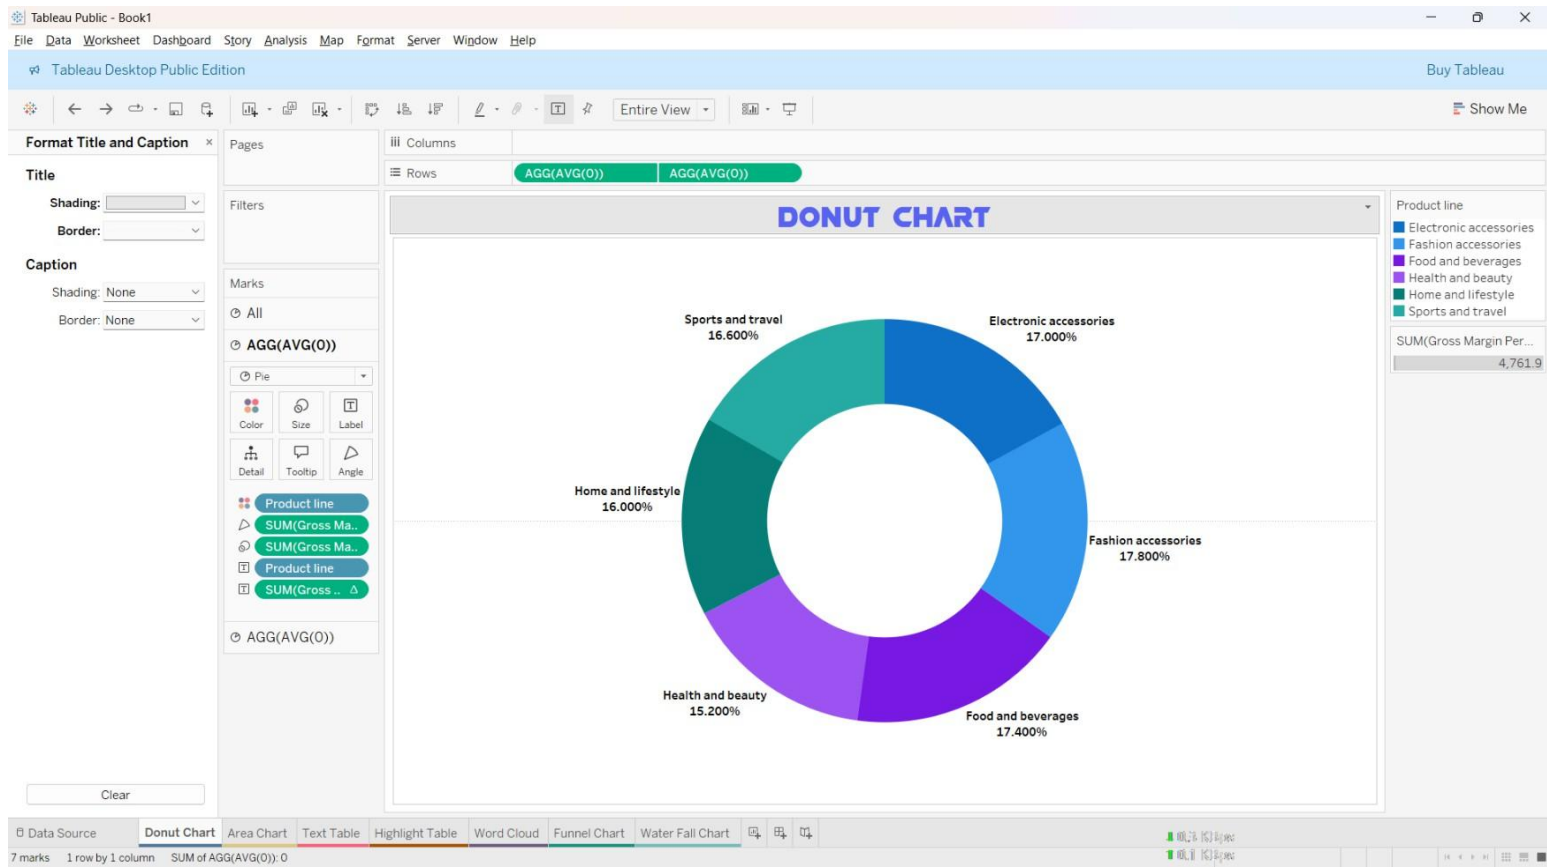 Tableau Public - Book1
File Data Worksheet Dashboard Story Analysis Map Format Server Window Help
Tableau Desktop Public Edition
Buy Tableau
Entire View
Show Me
Format Title and Caption ×
Title
Shading:
Border:
Caption
Shading: None
Border: None
Clear
Pages
Filters
Marks
All
AGG(AVG(0))
Pie
Color Size Label
Detail Tooltip Angle
Product line
SUM(Gross Ma..
SUM(Gross Ma..
Product line
SUM(Gross .. Δ
AGG(AVG(0))
Columns
Rows AGG(AVG(0)) AGG(AVG(0))
DONUT CHART
Sports and travel
16.600%
Electronic accessories
17.000%
Home and lifestyle
16.000%
Fashion accessories
17.800%
Health and beauty
15.200%
Food and beverages
17.400%
Product line
Electronic accessories
Fashion accessories
Food and beverages
Health and beauty
Home and lifestyle
Sports and travel
SUM(Gross Margin Per...
4,761.9
Data Source Donut Chart Area Chart Text Table Highlight Table Word Cloud Funnel Chart Water Fall Chart
7 marks 1 row by 1 column SUM of AGG(AVG(0)): 0